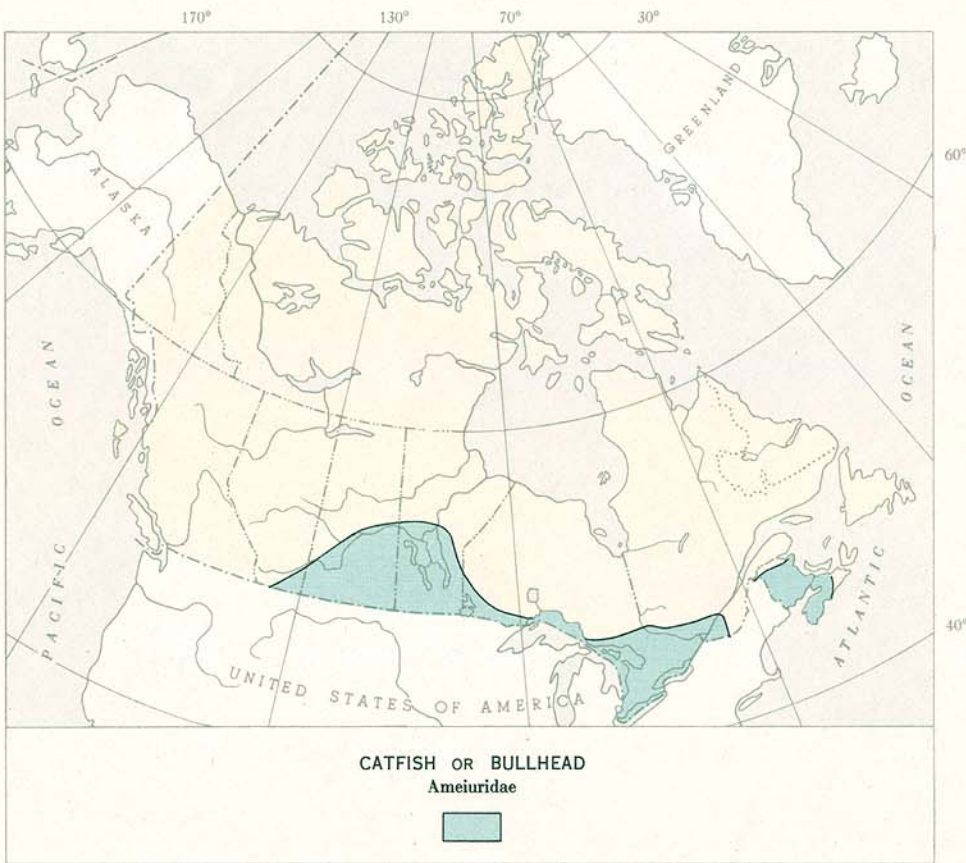 170° 130° 70° 30°
GREENLAND
60°
ALASKA
OCEAN
OCEAN
PACIFIC
ATLANTIC
40°
UNITED STATES OF AMERICA
CATFISH OR BULLHEAD
Ameiuridae